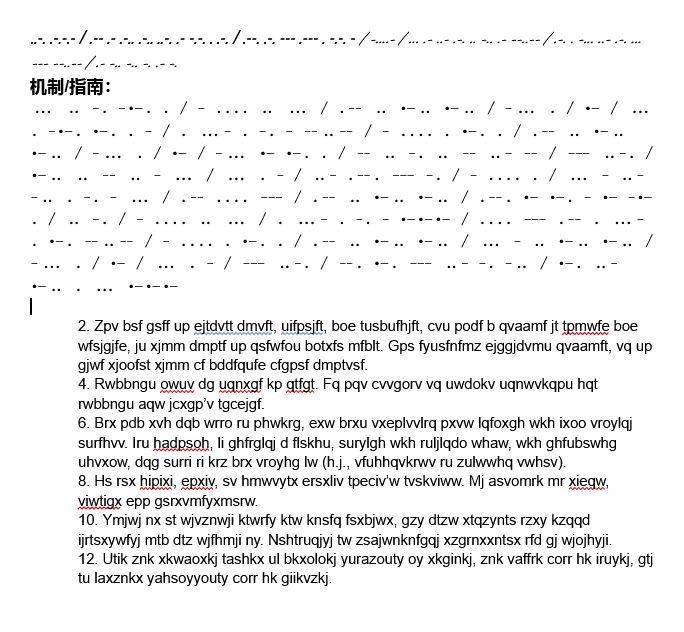 ..-. .-.-.- / .-- .- .-.. .-.. ..-. .- -.-. . .-. / .--. .-. --- .--- . -.-. - / -....- / ... .- ..- .-. .. -.. .- --..-- / .-. . -... ..- .-. ...
--- --..-- / .- -.. -.. -. .- -.
机制/指南：
... .. -. -.-. . / - .... .. ... / .-- .. .-.. .-.. / -... . / .- / ...
. -.-. .-. . - / . ...- . -. - --..-- / - .... . .-. . / .-- .. .-..
.-.. / -... . / .- / -... .- .-. . / -- .. -. .. -- ..- -- / --- ..-. /
.-.. .. -- .. - ... / ... . - / ..- .--. --- -. / - .... . / ... - ..-
-.. . -. - ... / .-- .... --- / .-- .. .-.. .-.. / .--. .- .-. - .- -.-
. / .. -. / - .... .. ... / . ...- . -. - .-.-.- / .... --- .-- . ...-
. .-. --..-- / - .... . .-. . / .-- .. .-.. .-.. / ... - .. .-.. .-.. /
-... . / .- / ... . - / --- ..-. / --. .-. --- ..- -. -.. / .-. ..-
.-.. . ... .-.-.-
2. Zpv bsf gsff up ejtdvtt dmvft, uifpsjft, boe tusbufhjft, cvu podf b qvaamf jt tpmwfe boe
wfsjgjfe, ju xjmm dmptf up qsfwfou botxfs mfblt. Gps fyusfnfmz ejggjdvmu qvaamft, vq up
gjwf xjoofst xjmm cf bddfqufe cfgpsf dmptvsf.
4. Rwbbngu owuv dg uqnxgf kp qtfgt. Fq pqv cvvgorv vq uwdokv uqnwvkqpu hqt
rwbbngu aqw jcxgp'v tgcejgf.
6. Brx pdb xvh dqb wrro ru phwkrg, exw brxu vxeplvvlrq pxvw lqfoxgh wkh ixoo vroylqj
surfhvv. Iru hadpsoh, li ghfrglqj d flskhu, surylgh wkh ruljlqdo whaw, wkh ghfubswhg
uhvxow, dqg surri ri krz brx vroyhg lw (h.j., vfuhhqvkrwv ru zulwwhq vwhsv).
8. Hs rsx hipixi, epxiv, sv hmwvytx ersxliv tpeciv'w tvskviww. Mj asvomrk mr xieqw,
viwtigx epp gsrxvmfyxmsrw.
10. Ymjwj nx st wjvznwji ktwrfy ktw knsfq fsxbjwx, gzy dtzw xtqzynts rzxy kzqqd
ijrtsxywfyj mtb dtz wjfhmji ny. Nshtruqjyj tw zsajwnknfgqj xzgrnxxntsx rfd gj wjohjyji.
12. Utik znk xkwaoxkj tashkx ul bkxolokj yurazouty oy xkginkj, znk vaffrk corr hk iruykj, gtj
tu laxznkx yahsoyyouty corr hk giikvzkj.